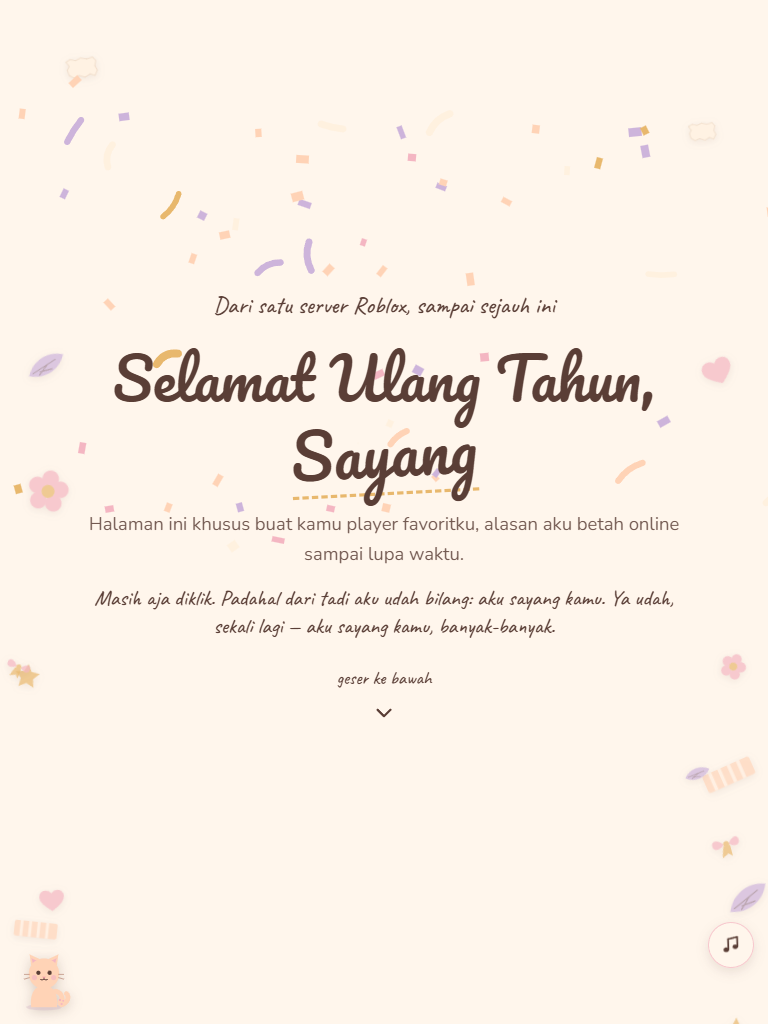 Dari satu server Roblox, sampai sejauh ini
Selamat Ulang Tahun,
Sayang
Halaman ini khusus buat kamu player favoritku, alasan aku betah online
sampai lupa waktu.
Masih aja diklik. Padahal dari tadi aku udah bilang: aku sayang kamu. Ya udah,
sekali lagi — aku sayang kamu, banyak-banyak.
geser ke bawah